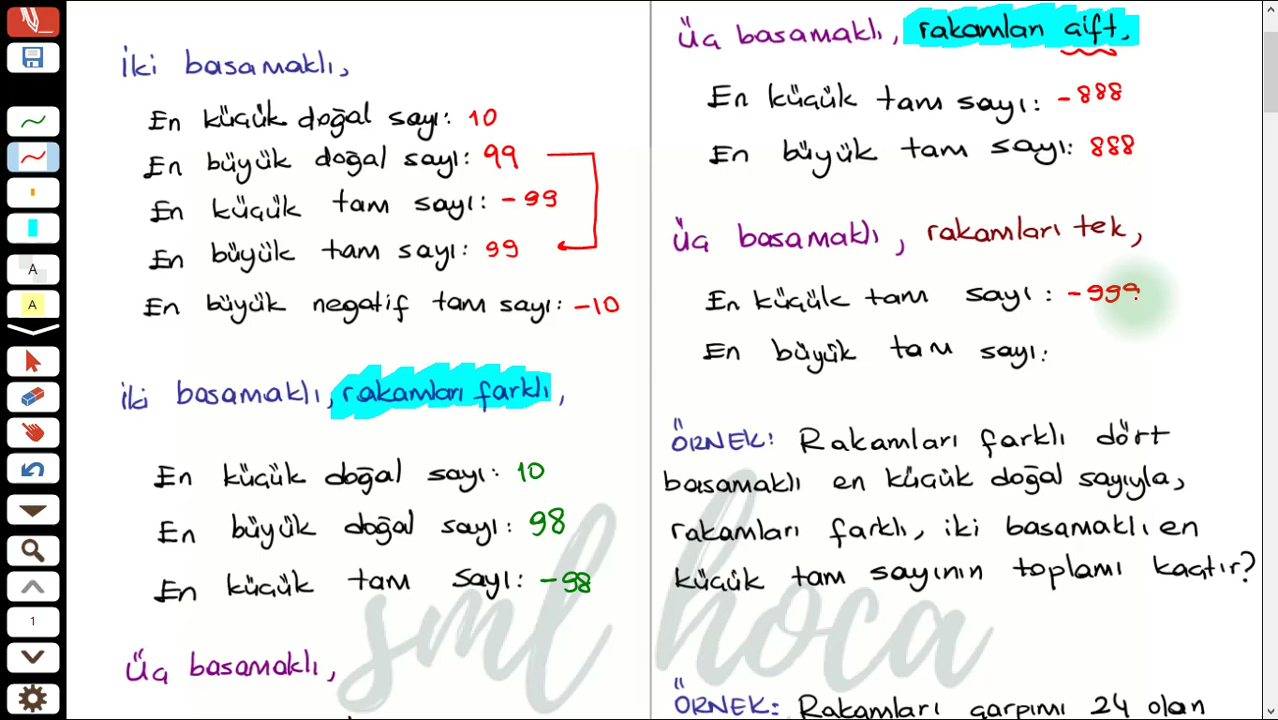 İki basamaklı,
En küçük doğal sayı: 10
En büyük doğal sayı: 99
En küçük tam sayı: -99
En büyük tam sayı: 99
En büyük negatif tam sayı: -10
İki basamaklı, rakamları farklı,
En küçük doğal sayı: 10
En büyük doğal sayı: 98
En küçük tam sayı: -98
Üç basamaklı,
Üç basamaklı, rakamları çift,
En küçük tam sayı: -888
En büyük tam sayı: 888
Üç basamaklı, rakamları tek,
En küçük tam sayı: -999
En büyük tam sayı:
ÖRNEK: Rakamları farklı dört
basamaklı en küçük doğal sayıyla,
rakamları farklı, iki basamaklı en
küçük tam sayının toplamı kaçtır?
ÖRNEK: Rakamları çarpımı 24 olan
sml hoca
A
A
1